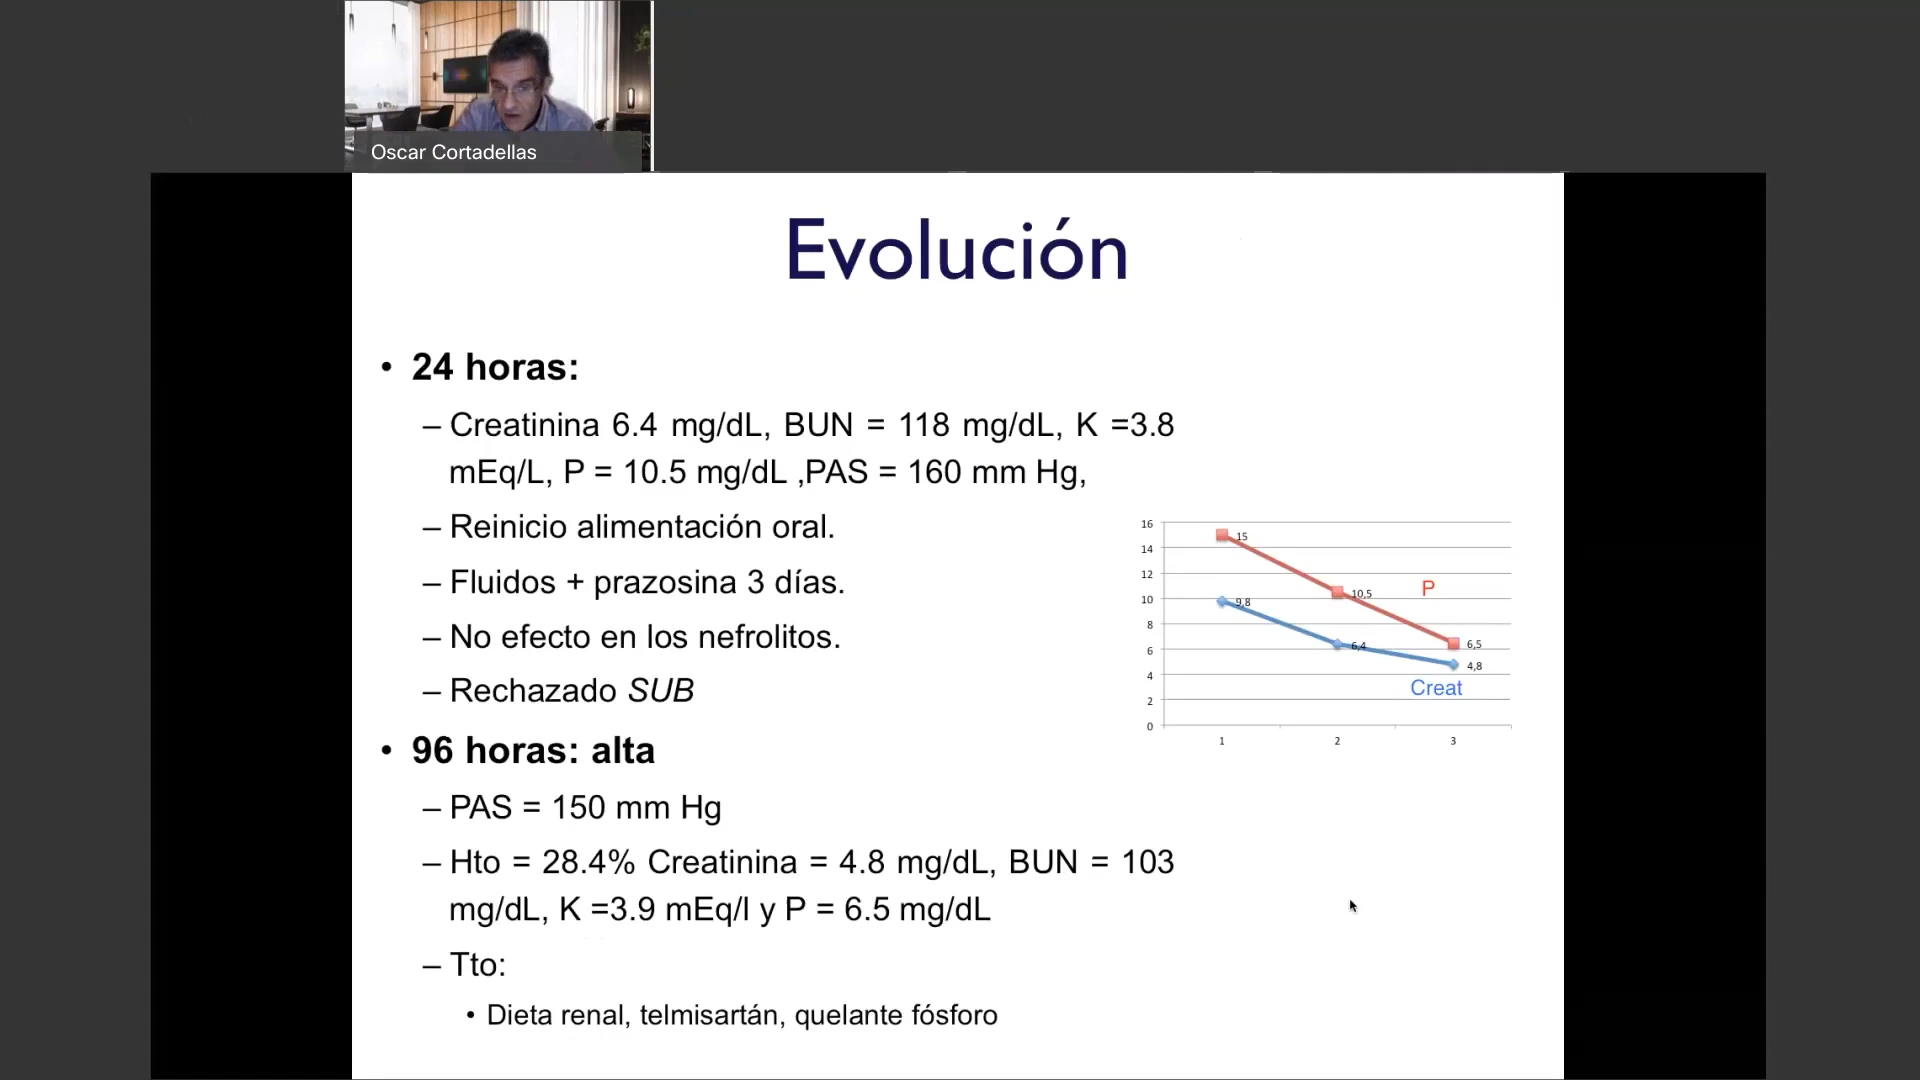 Oscar Cortadellas
Evolución
• 24 horas:
– Creatinina 6.4 mg/dL, BUN = 118 mg/dL, K =3.8
mEq/L, P = 10.5 mg/dL ,PAS = 160 mm Hg,
– Reinicio alimentación oral.
– Fluidos + prazosina 3 días.
– No efecto en los nefrolitos.
– Rechazado SUB
• 96 horas: alta
– PAS = 150 mm Hg
– Hto = 28.4% Creatinina = 4.8 mg/dL, BUN = 103
mg/dL, K =3.9 mEq/l y P = 6.5 mg/dL
– Tto:
• Dieta renal, telmisartán, quelante fósforo
16
14
12
10
8
6
4
2
0
15
10,5
6,5
P
9,8
6,4
4,8
Creat
1 2 3